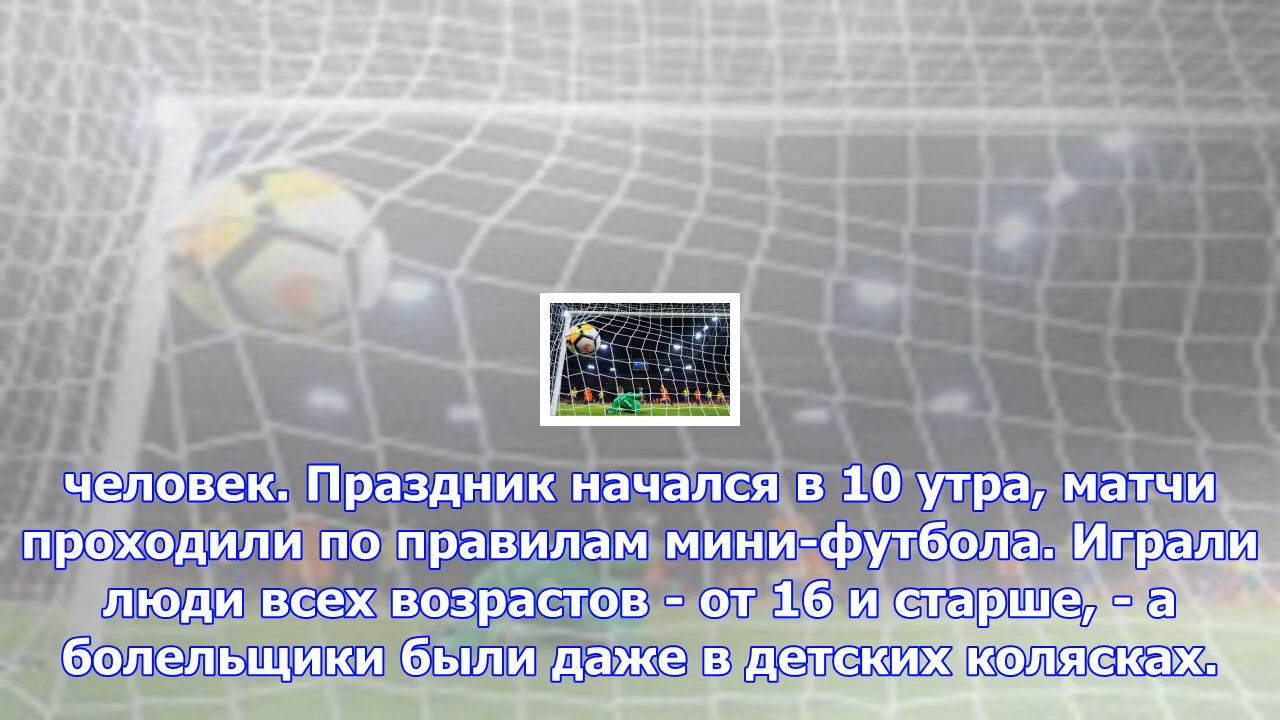 человек. Праздник начался в 10 утра, матчи
проходили по правилам мини-футбола. Играли
люди всех возрастов - от 16 и старше, - а
болельщики были даже в детских колясках.